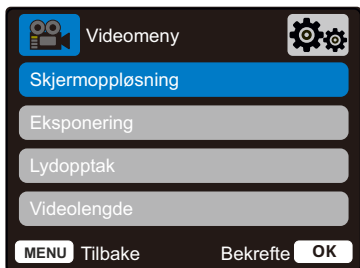 Videomeny
Skjermoppløsning
Eksponering
Lydopptak
Videolengde
MENU Tilbake Bekrefte OK